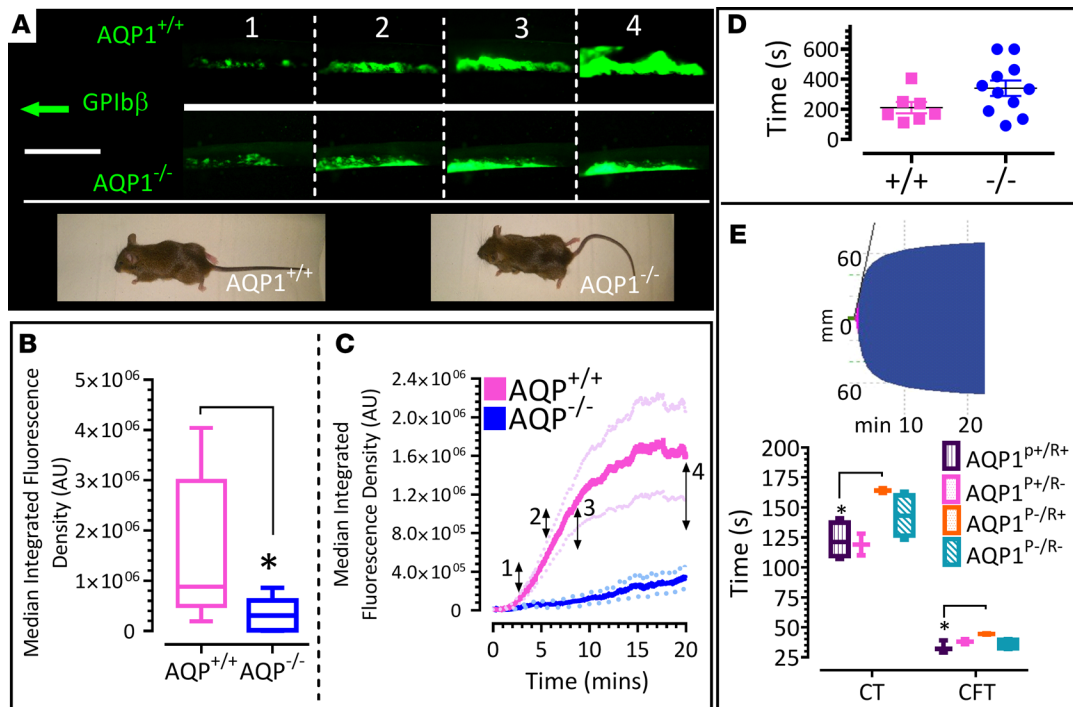 A
AQP1+/+
1 2 3 4
GPIbβ
AQP1-/-
AQP1+/+
AQP1-/-
B
Median Integrated Fluorescence
Density (AU)
5×10^06
4×10^06
3×10^06
2×10^06
1×10^06
0
*
AQP+/+ AQP-/-
C
Median Integrated
Fluorescence Density (AU)
2.4×10^06
2.0×10^06
1.6×10^06
1.2×10^06
8.0×10^05
4.0×10^05
0
AQP+/+
AQP-/-
1
2
3
4
0 5 10 15 20
Time (mins)
D
Time (s)
600
400
200
0
+/+ -/-
E
60
mm
0
60
min 10 20
Time (s)
175
150
125
100
75
50
25
*
*
AQP1p+/R+
AQP1P+/R-
AQP1P-/R+
AQP1P-/R-
CT CFT